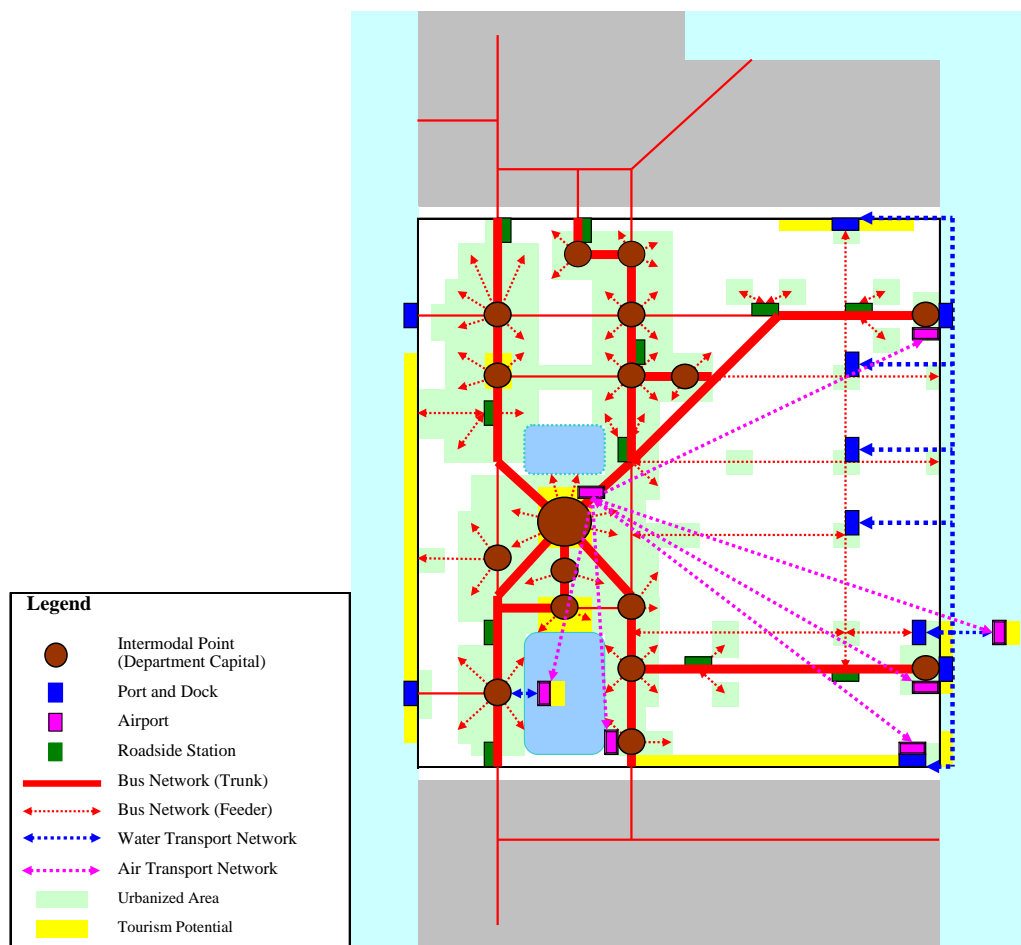 Legend
Intermodal Point
(Department Capital)
Port and Dock
Airport
Roadside Station
Bus Network (Trunk)
Bus Network (Feeder)
Water Transport Network
Air Transport Network
Urbanized Area
Tourism Potential